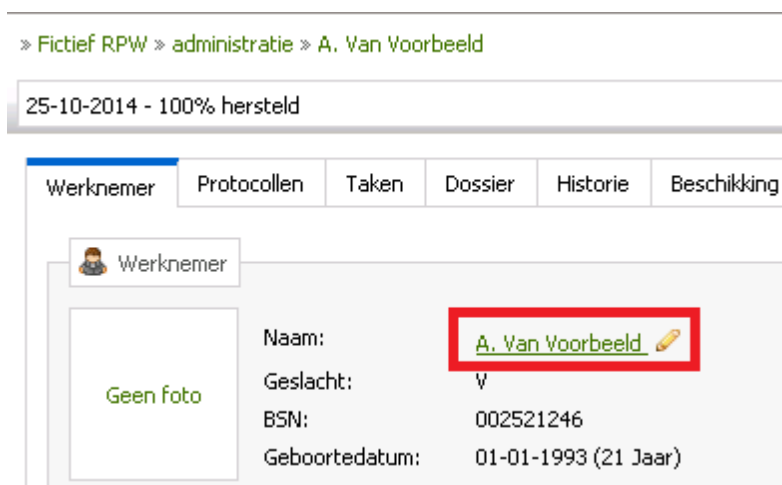 » Fictief RPW » administratie » A. Van Voorbeeld
25-10-2014 - 100% hersteld
Werknemer Protocollen Taken Dossier Historie Beschikking
Werknemer
Geen foto
Naam: A. Van Voorbeeld
Geslacht: V
BSN: 002521246
Geboortedatum: 01-01-1993 (21 Jaar)